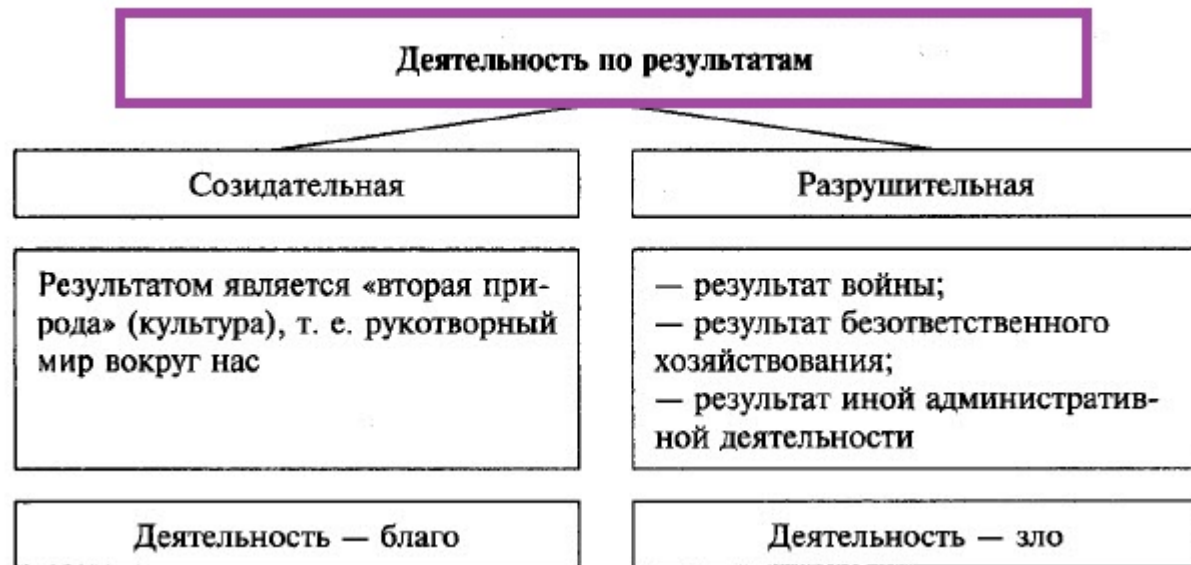 Деятельность по результатам
Созидательная
Разрушительная
Результатом является «вторая при-
рода» (культура), т. е. рукотворный
мир вокруг нас
— результат войны;
— результат безответственного
хозяйствования;
— результат иной административ-
ной деятельности
Деятельность — благо
Деятельность — зло